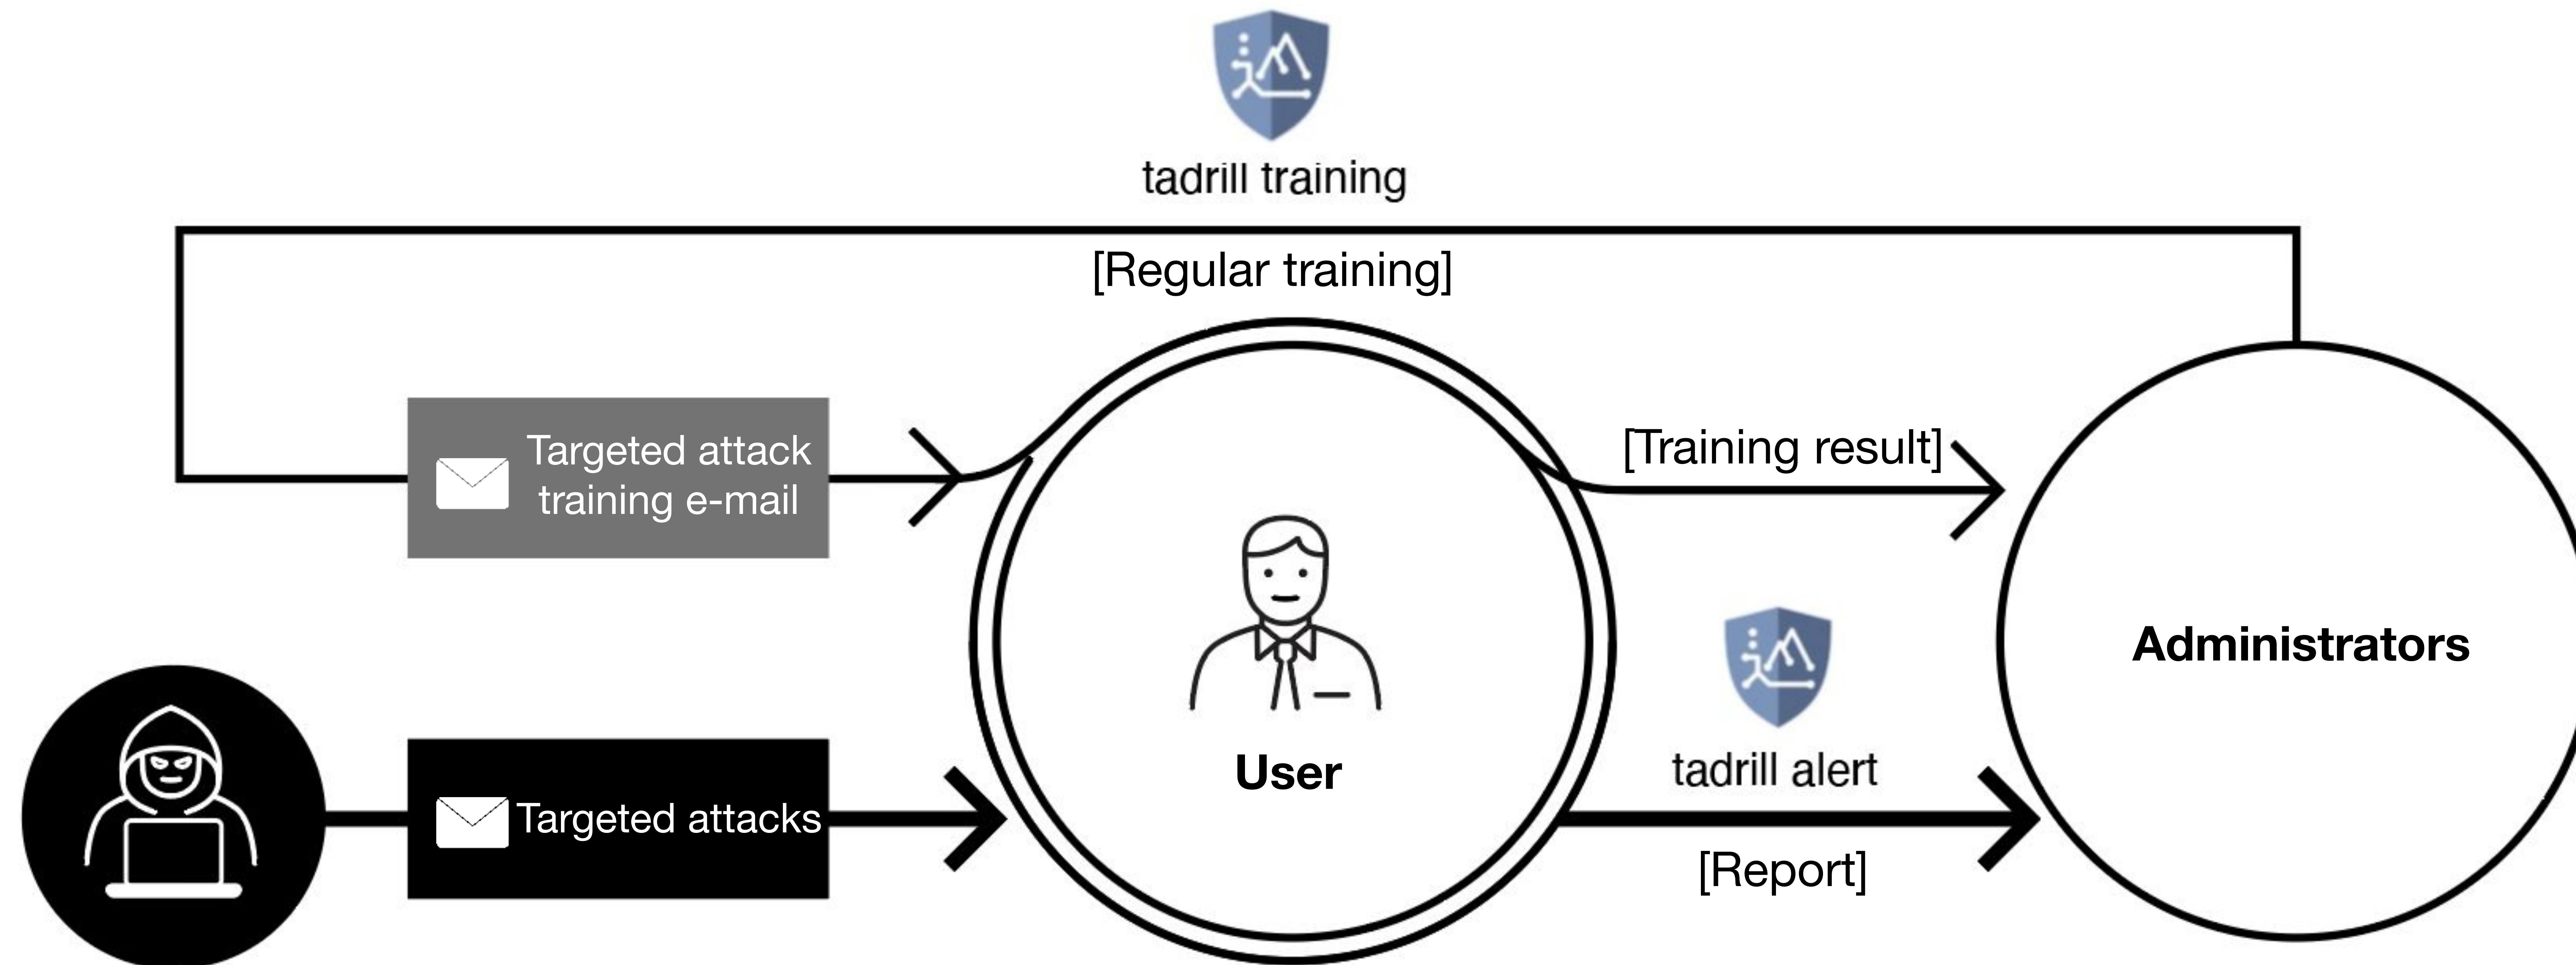 tadrill training
[Regular training]
Targeted attack
training e-mail
[Training result]
User
Administrators
tadrill alert
Targeted attacks
[Report]